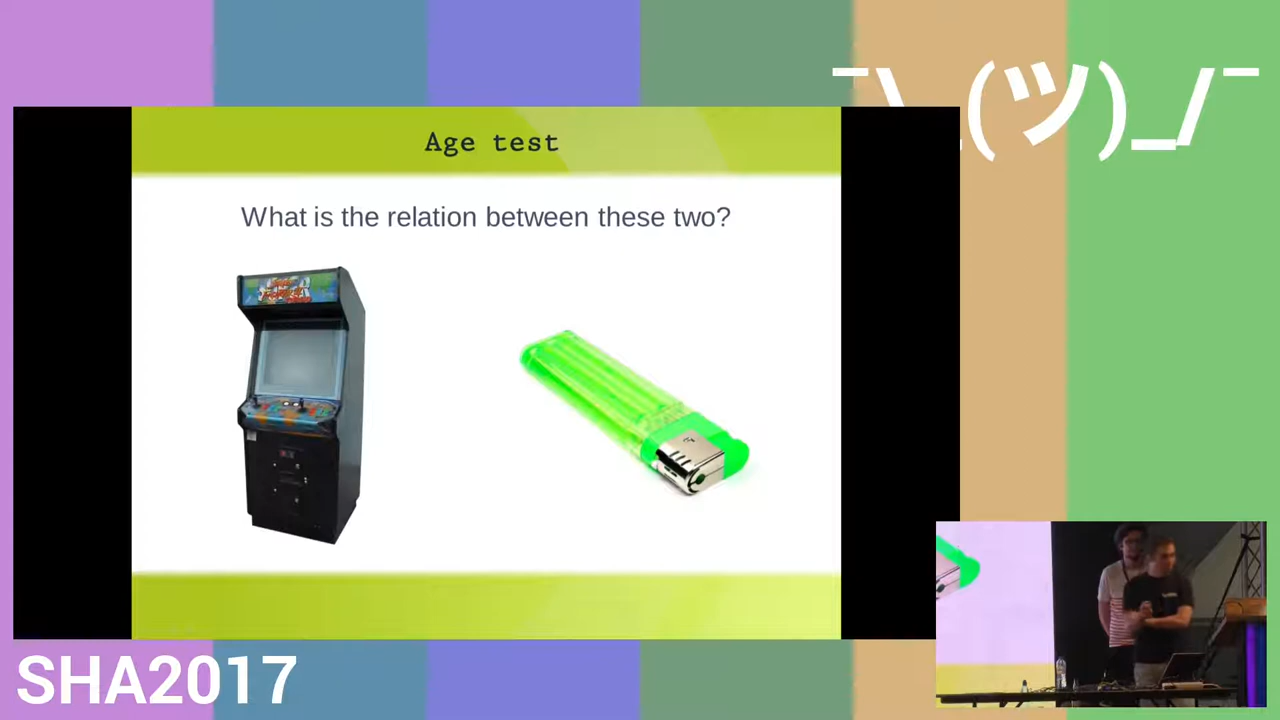 ¯\_(ツ)_/¯
Age test
What is the relation between these two?
SHA2017